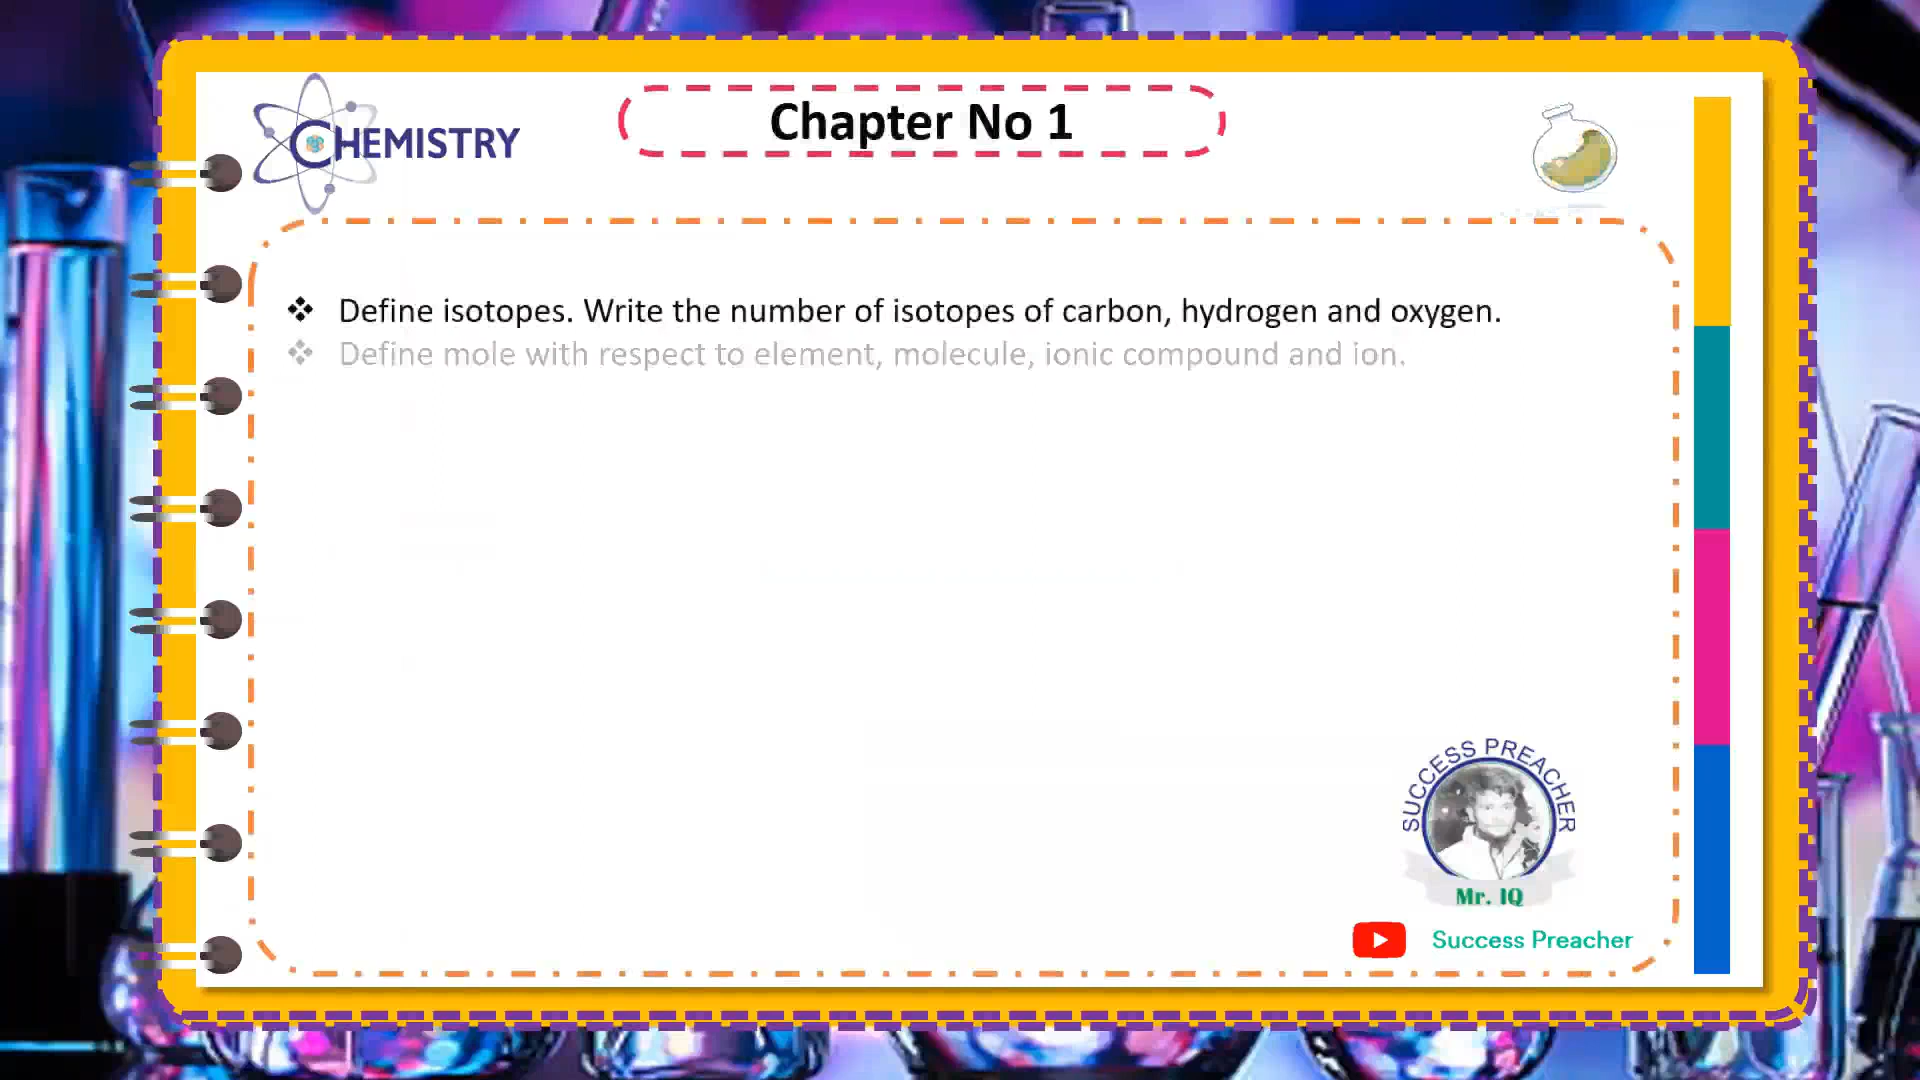 CHEMISTRY
Chapter No 1
❖ Define isotopes. Write the number of isotopes of carbon, hydrogen and oxygen.
❖ Define mole with respect to element, molecule, ionic compound and ion.
SUCCESS PREACHER
Mr. IQ
Success Preacher